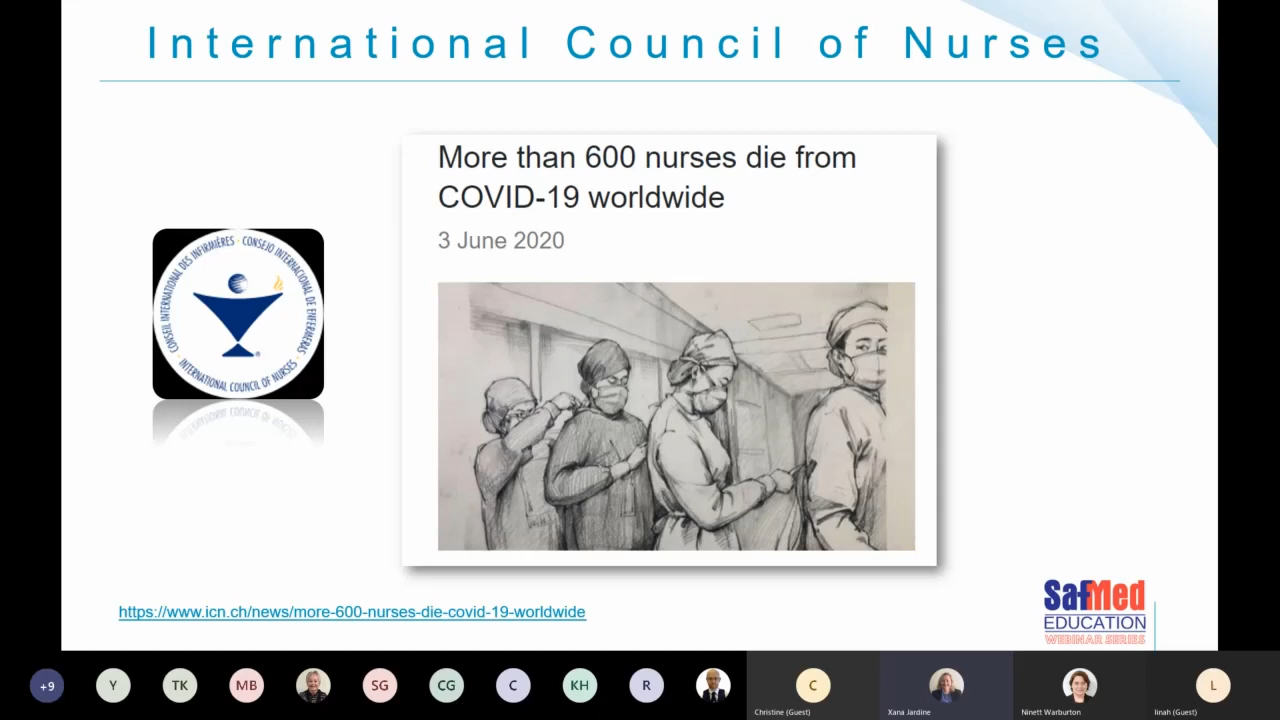 International Council of Nurses
More than 600 nurses die from
COVID-19 worldwide
3 June 2020
CONSEIL INTERNATIONAL DES INFIRMIÈRES · CONSEJO INTERNACIONAL DE ENFERMERAS · INTERNATIONAL COUNCIL OF NURSES ·
https://www.icn.ch/news/more-600-nurses-die-covid-19-worldwide
SafMed
EDUCATION
WEBINAR SERIES
+9
Y
TK
MB
SG
CG
C
KH
R
C
L
Christine (Guest)
Xana Jardine
Ninett Warburton
linah (Guest)